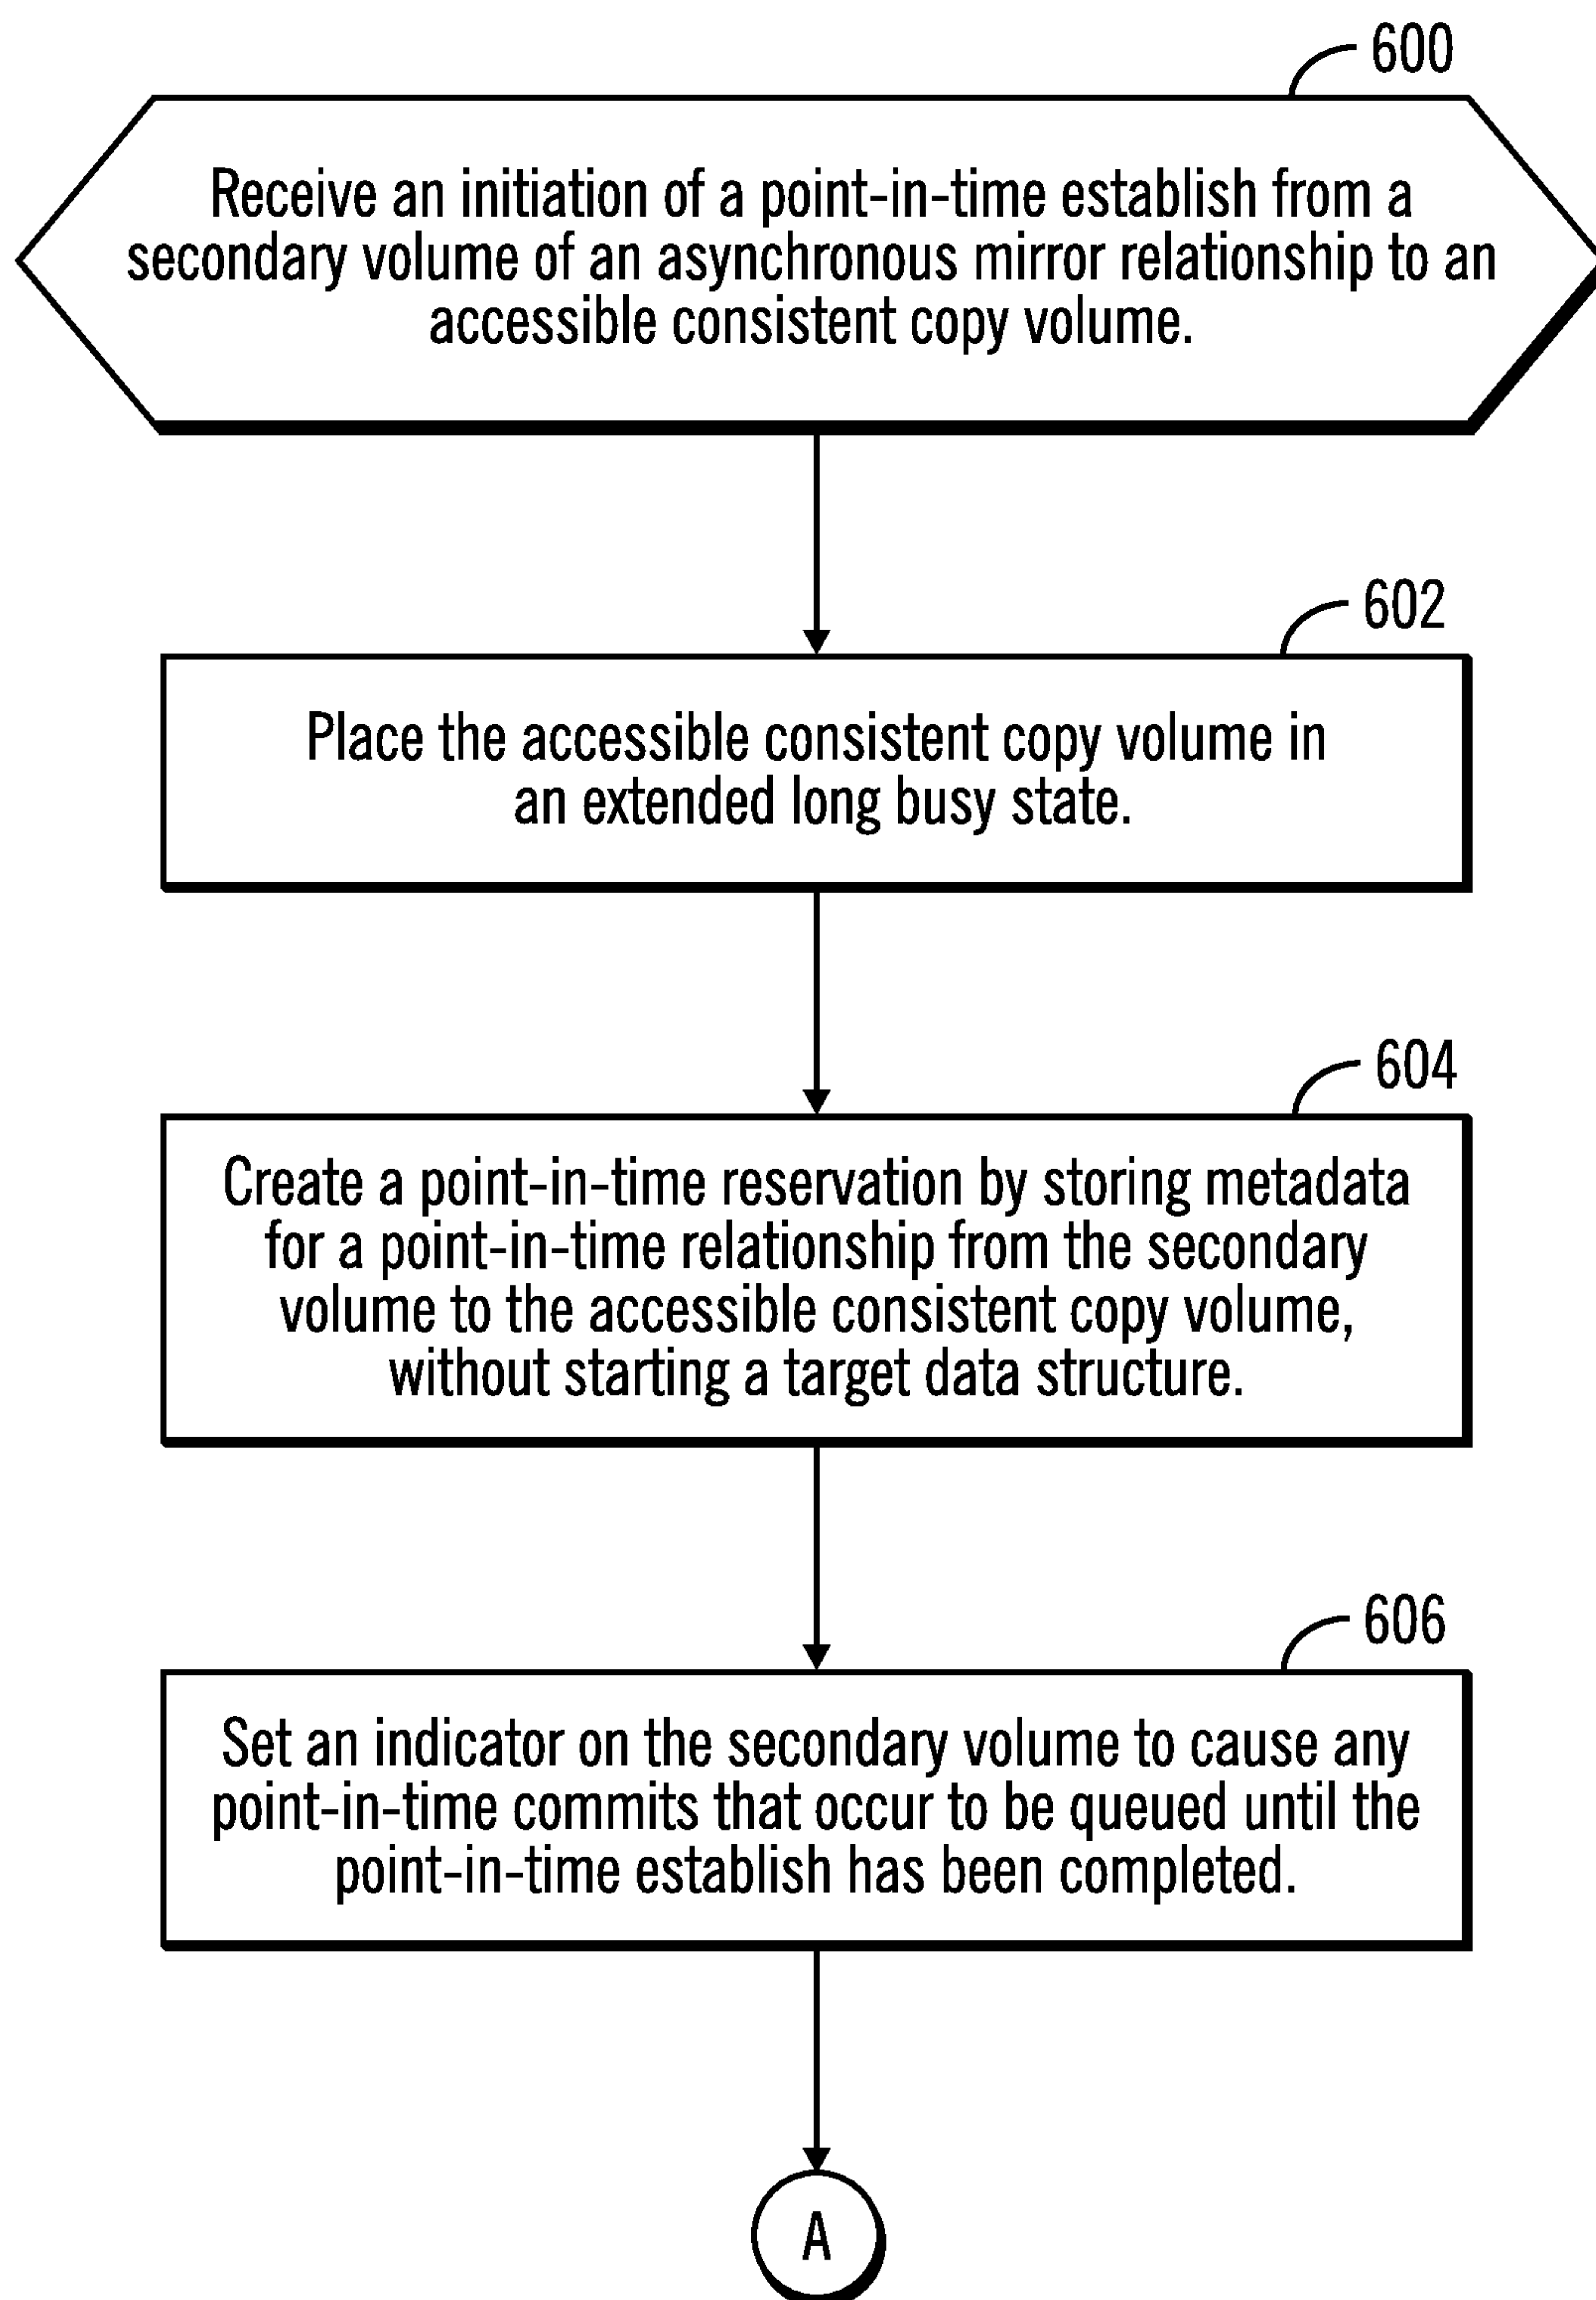 600
Receive an initiation of a point-in-time establish from a
secondary volume of an asynchronous mirror relationship to an
accessible consistent copy volume.
602
Place the accessible consistent copy volume in
an extended long busy state.
604
Create a point-in-time reservation by storing metadata
for a point-in-time relationship from the secondary
volume to the accessible consistent copy volume,
without starting a target data structure.
606
Set an indicator on the secondary volume to cause any
point-in-time commits that occur to be queued until the
point-in-time establish has been completed.
A